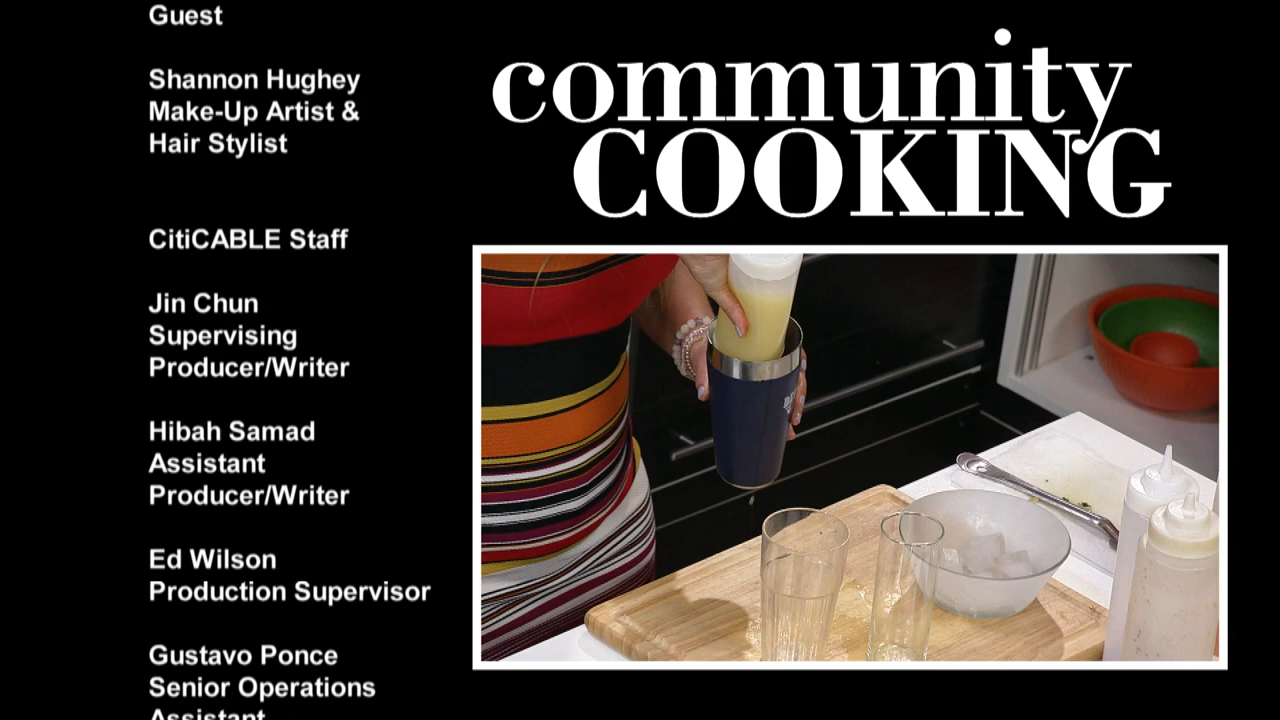 Guest
Shannon Hughey
Make-Up Artist &
Hair Stylist
CitiCABLE Staff
Jin Chun
Supervising
Producer/Writer
Hibah Samad
Assistant
Producer/Writer
Ed Wilson
Production Supervisor
Gustavo Ponce
Senior Operations
Assistant
community
COOKING